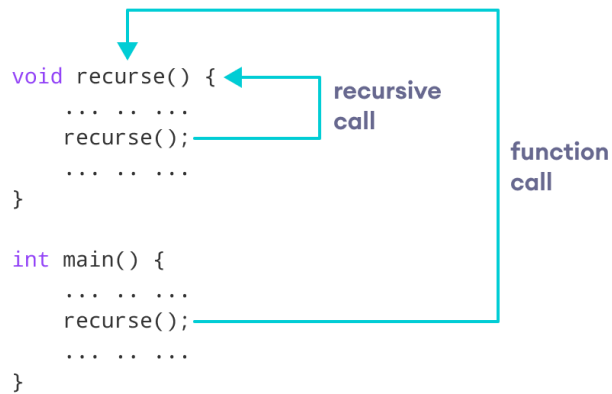 void recurse() {
... .. ...
recurse();
... .. ...
}
recursive
call
function
call
int main() {
... .. ...
recurse();
... .. ...
}